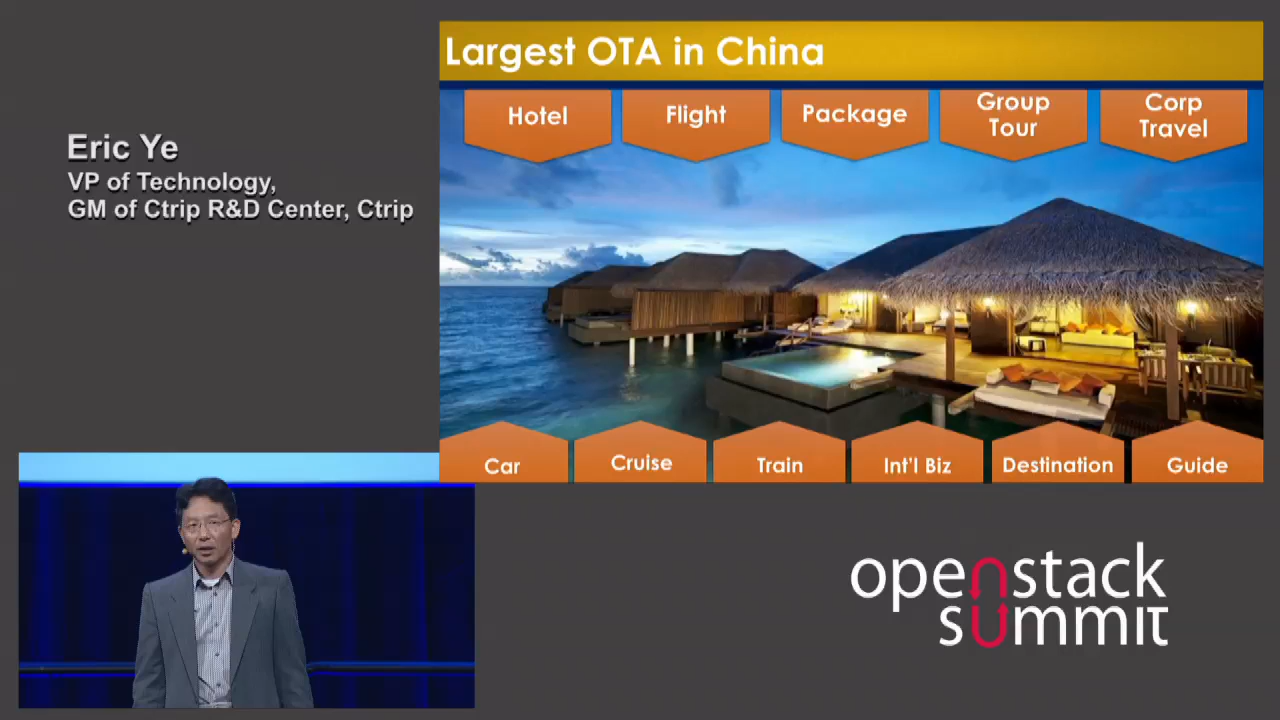 Largest OTA in China
Hotel
Flight
Package
Group
Tour
Corp
Travel
Eric Ye
VP of Technology,
GM of Ctrip R&D Center, Ctrip
Car
Cruise
Train
Int'l Biz
Destination
Guide
openstack
summit